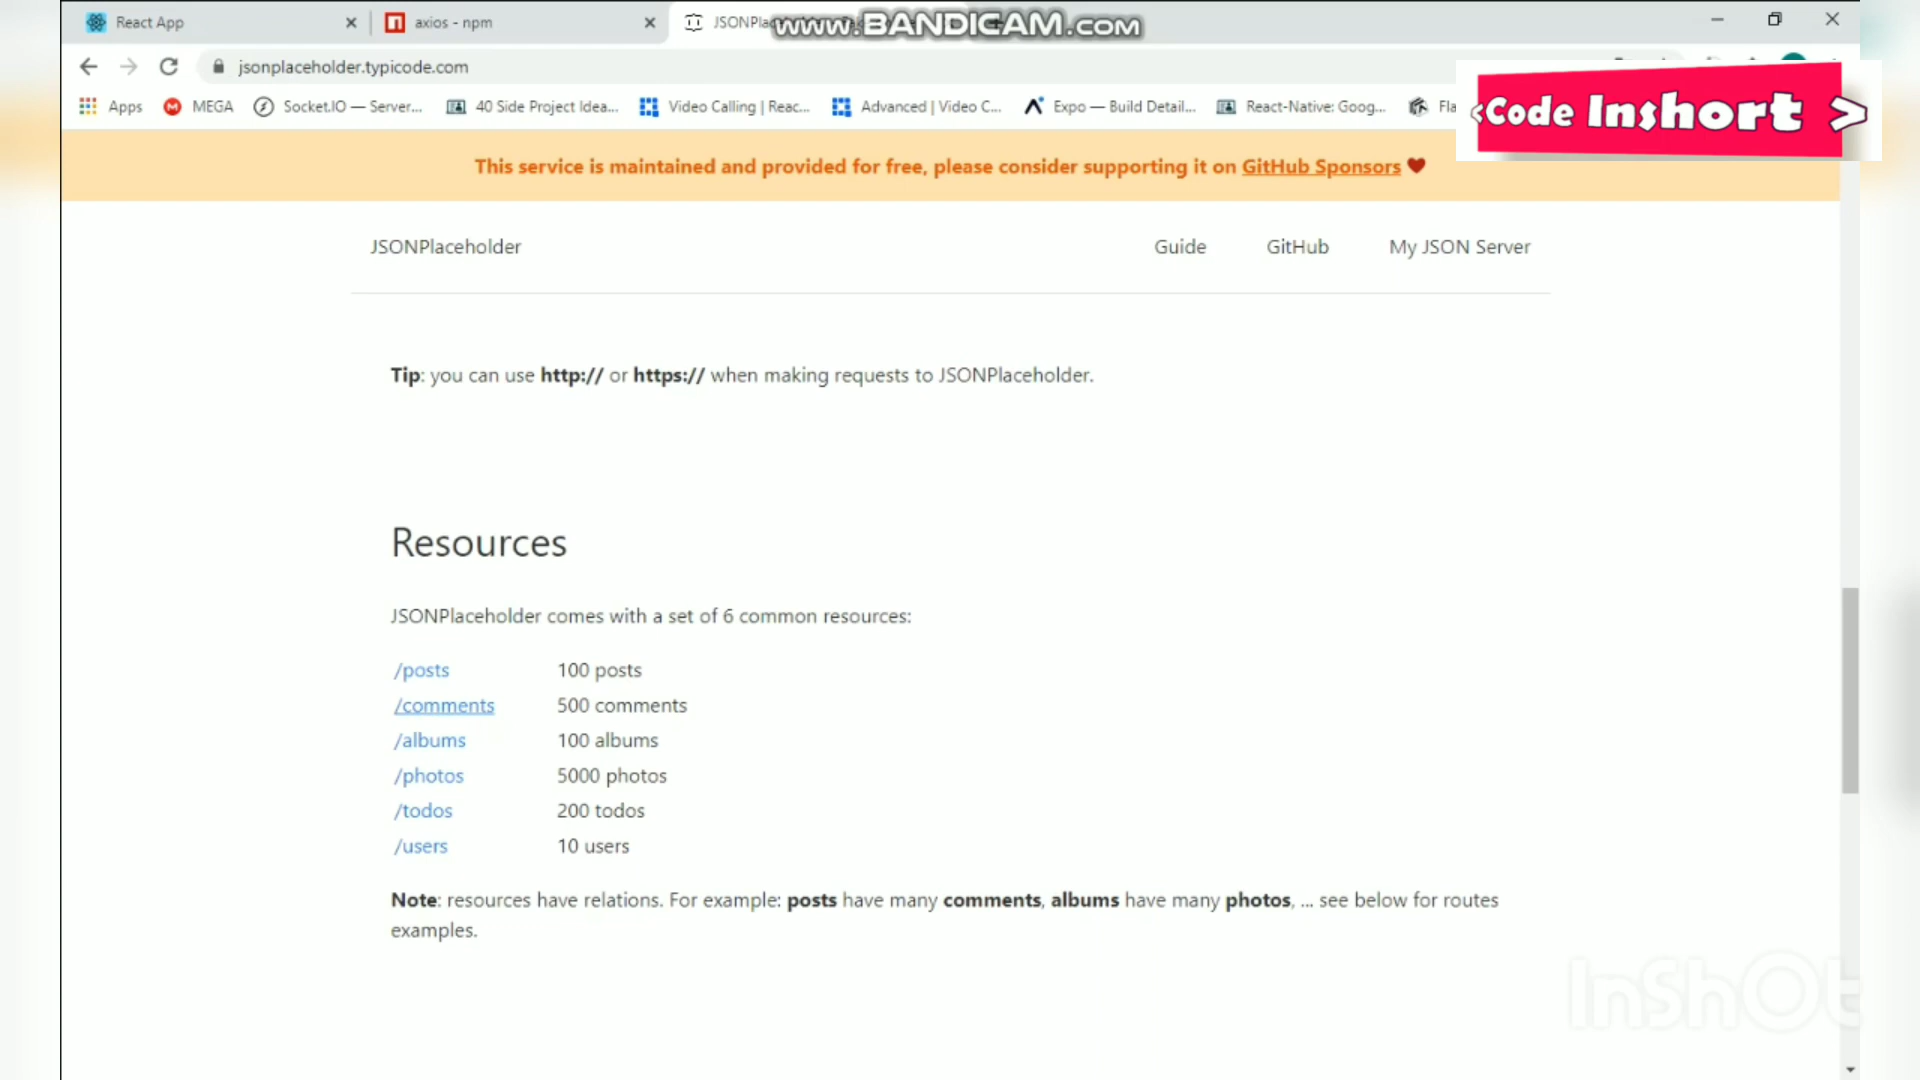 React App
axios - npm
www.BANDICAM.com
jsonplaceholder.typicode.com
Apps
MEGA
Socket.IO — Server...
40 Side Project Idea...
Video Calling | Reac...
Advanced | Video C...
Expo — Build Detail...
React-Native: Goog...
Fla
<Code Inshort >
This service is maintained and provided for free, please consider supporting it on GitHub Sponsors
JSONPlaceholder
Guide
GitHub
My JSON Server
Tip: you can use http:// or https:// when making requests to JSONPlaceholder.
Resources
JSONPlaceholder comes with a set of 6 common resources:
/posts 100 posts
/comments 500 comments
/albums 100 albums
/photos 5000 photos
/todos 200 todos
/users 10 users
Note: resources have relations. For example: posts have many comments, albums have many photos, ... see below for routes
examples.
InShOt